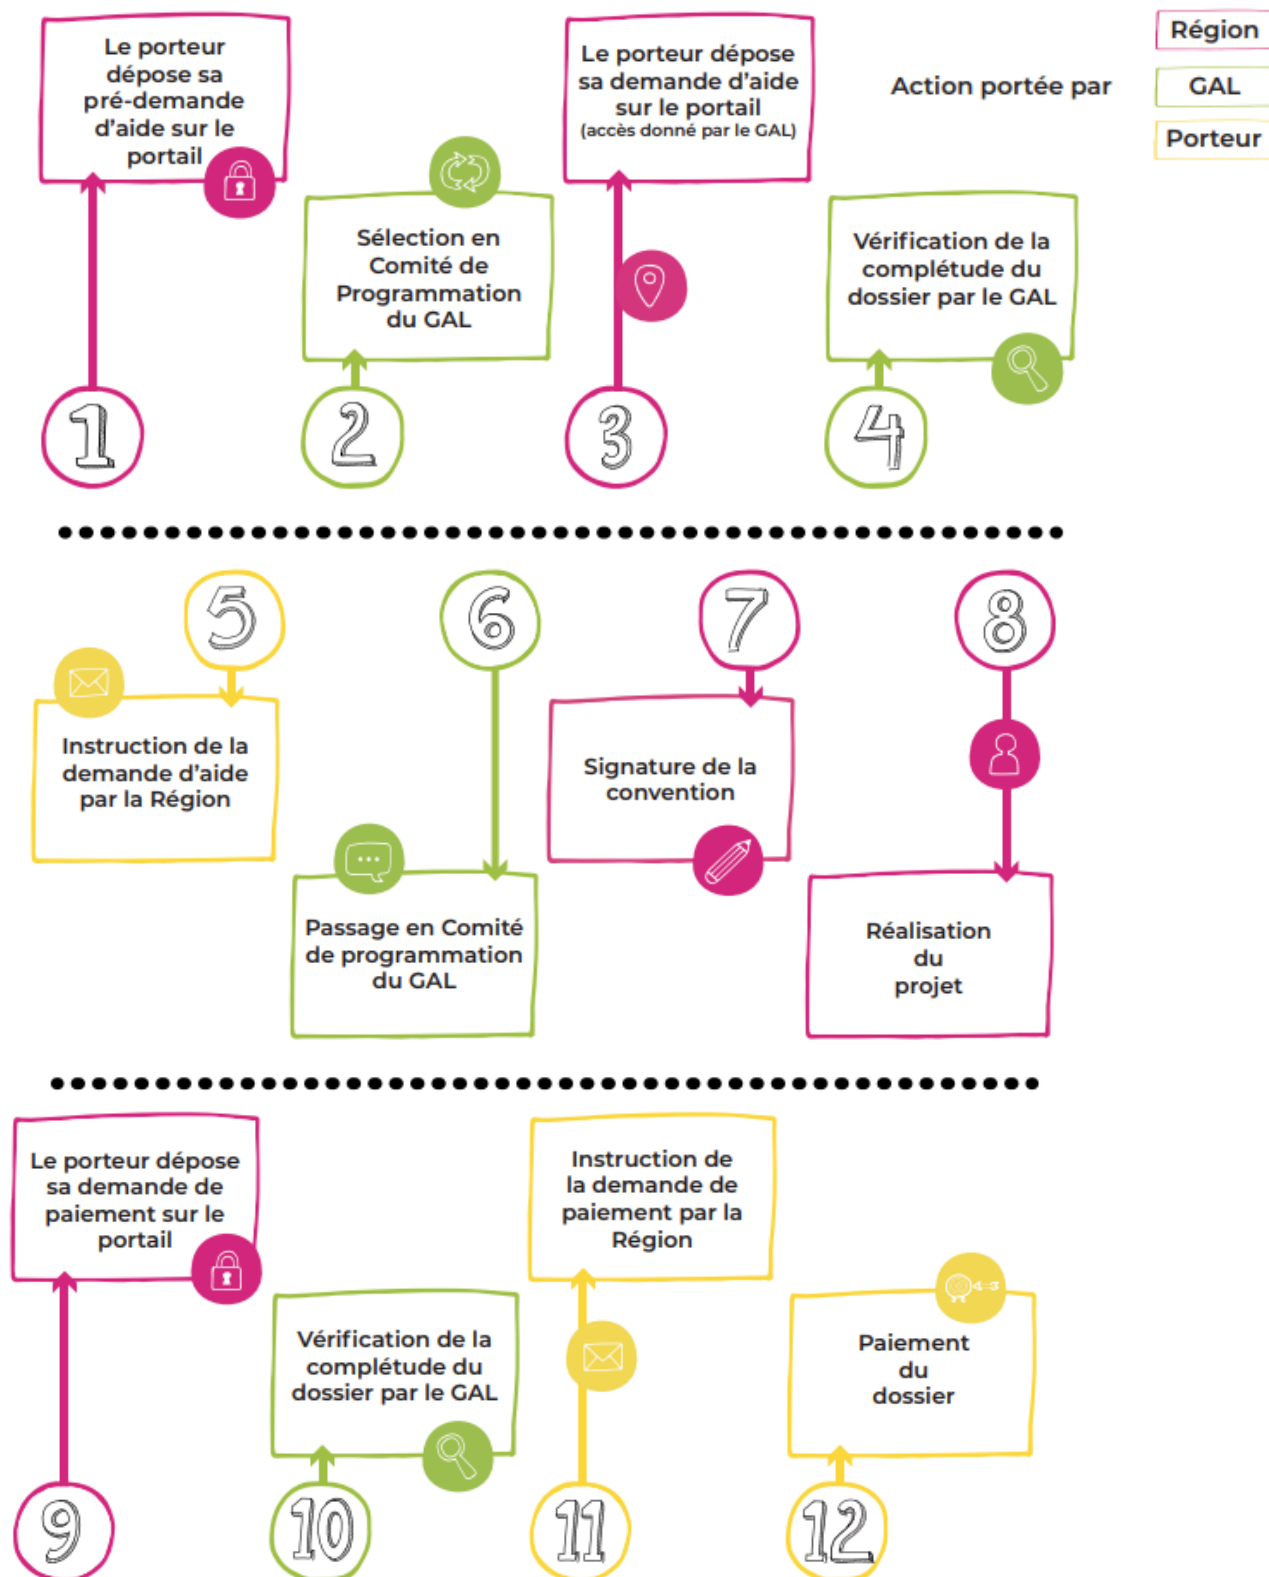 Le porteur
dépose sa
pré-demande
d'aide sur le
portail
Le porteur dépose
sa demande d'aide
sur le portail
(accès donné par le GAL)
Action portée par
Région
GAL
Porteur
Sélection en
Comité de
Programmation
du GAL
Vérification de la
complétude du
dossier par le GAL
1
2
3
4
5
6
7
8
Instruction de la
demande d'aide
par la Région
Signature de la
convention
Passage en Comité
de programmation
du GAL
Réalisation
du
projet
Le porteur dépose
sa demande de
paiement sur le
portail
Instruction de
la demande de
paiement par la
Région
Vérification de la
complétude du
dossier par le GAL
Paiement
du
dossier
9
10
11
12